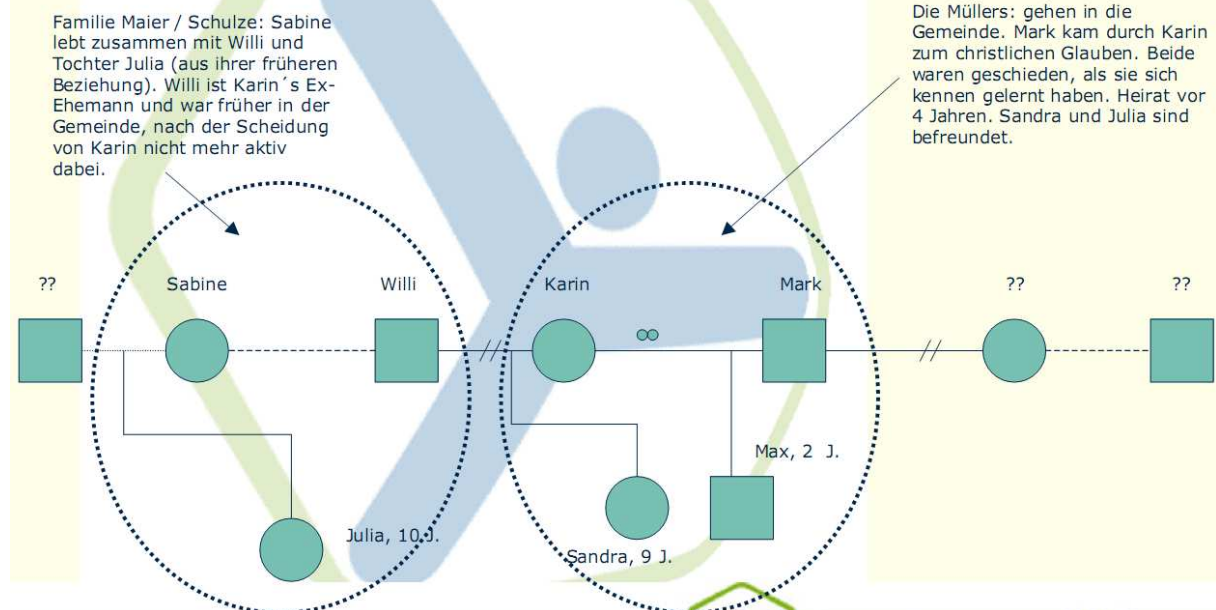 Familie Maier / Schulze: Sabine
lebt zusammen mit Willi und
Tochter Julia (aus ihrer früheren
Beziehung). Willi ist Karin´s Ex-
Ehemann und war früher in der
Gemeinde, nach der Scheidung
von Karin nicht mehr aktiv
dabei.
Die Müllers: gehen in die
Gemeinde. Mark kam durch Karin
zum christlichen Glauben. Beide
waren geschieden, als sie sich
kennen gelernt haben. Heirat vor
4 Jahren. Sandra und Julia sind
befreundet.
??
Sabine
Willi
Karin
Mark
??
??
Max, 2 J.
Julia, 10 J.
Sandra, 9 J.